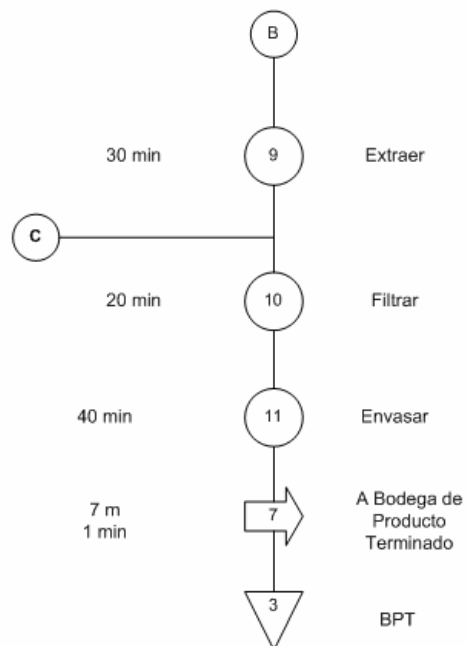 B
30 min 9 Extraer
C
20 min 10 Filtrar
40 min 11 Envasar
7 m
1 min
7
A Bodega de
Producto
Terminado
3
BPT